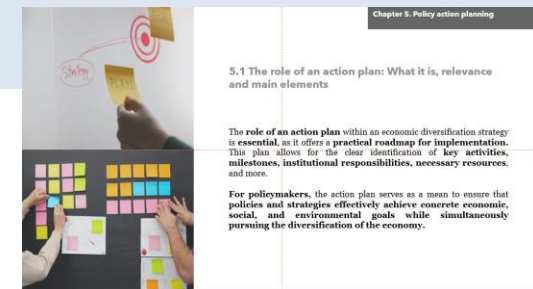 Chapter 5. Policy action planning
Strategy
PLAN
5.1 The role of an action plan: What it is, relevance
and main elements
The role of an action plan within an economic diversification strategy
is essential, as it offers a practical roadmap for implementation.
This plan allows for the clear identification of key activities,
milestones, institutional responsibilities, necessary resources,
and more.
For policymakers, the action plan serves as a mean to ensure that
policies and strategies effectively achieve concrete economic,
social, and environmental goals while simultaneously
pursuing the diversification of the economy.